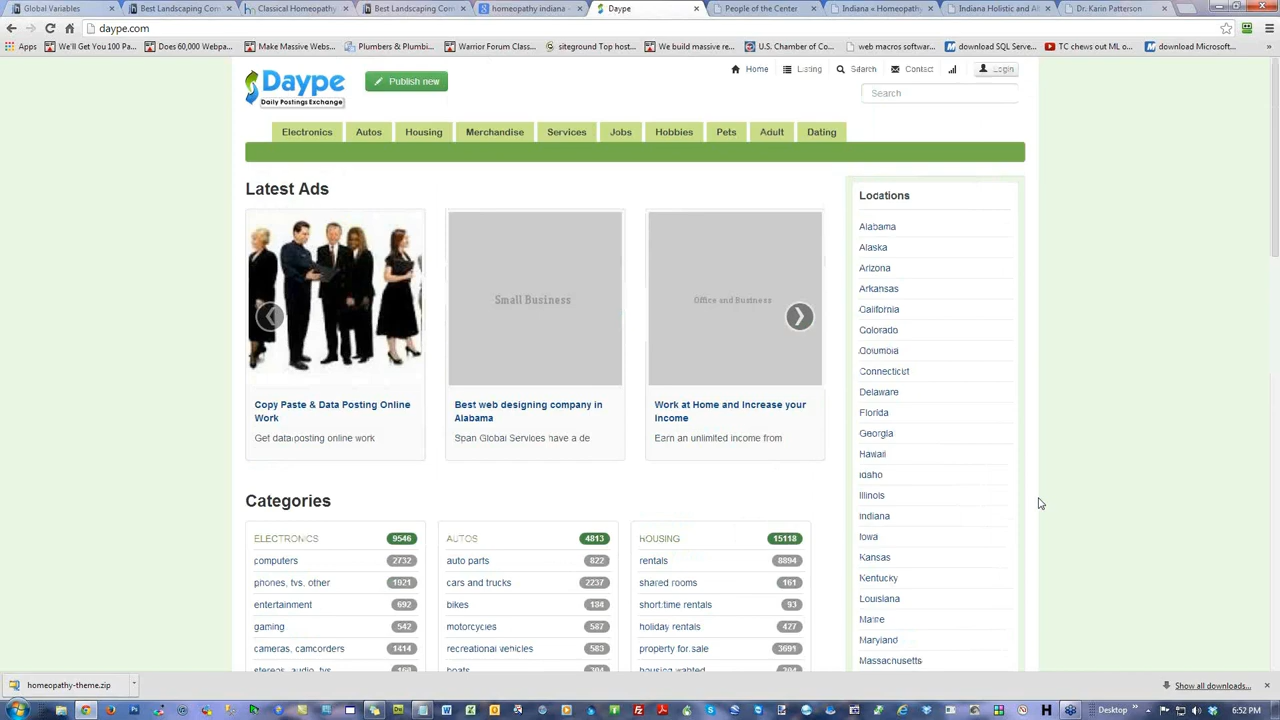 Global Variables
Best Landscaping Com
Classical Homeopathy
Best Landscaping Com
homeopathy indiana -
Daype
People of the Center
Indiana « Homeopathy
Indiana Holistic and Al
Dr. Karin Patterson
daype.com
Apps
We'll Get You 100 Pa...
Does 60,000 Webpa...
Make Massive Webs...
Plumbers & Plumbi...
Warrior Forum Class...
siteground Top host...
We build massive re...
U.S. Chamber of Co...
web macros softwar...
download SQL Serve...
TC chews out ML o...
download Microsoft...
Daype
Daily Postings Exchange
Publish new
Home
Listing
Search
Contact
Login
Search
Electronics
Autos
Housing
Merchandise
Services
Jobs
Hobbies
Pets
Adult
Dating
Latest Ads
Small Business
Office and Business
Copy Paste & Data Posting Online
Work
Get data posting online work
Best web designing company in
Alabama
Span Global Services have a de
Work at Home and Increase your
Income
Earn an unlimited income from
Locations
Alabama
Alaska
Arizona
Arkansas
California
Colorado
Columbia
Connecticut
Delaware
Florida
Georgia
Hawaii
Idaho
Illinois
Indiana
Iowa
Kansas
Kentucky
Louisiana
Maine
Maryland
Massachusetts
Categories
ELECTRONICS 9546
computers 2732
phones, tvs, other 1921
entertainment 692
gaming 542
cameras, camcorders 1414
AUTOS 4813
auto parts 822
cars and trucks 2237
bikes 184
motorcycles 587
recreational vehicles 583
HOUSING 15118
rentals 8894
shared rooms 161
short time rentals 93
holiday rentals 427
property for sale 3691
homeopathy-theme.zip
Show all downloads...
Desktop
6:52 PM